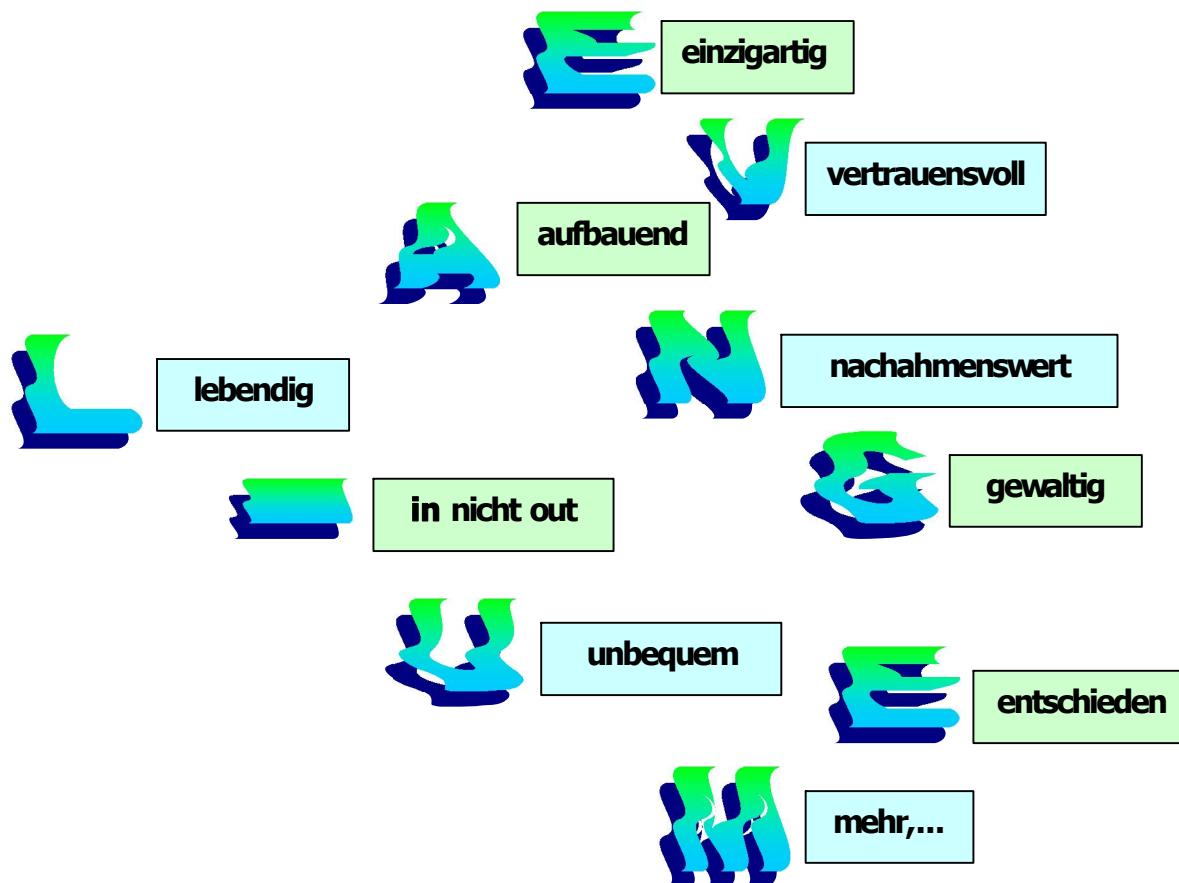 E einzigartig
V vertrauensvoll
A aufbauend
N nachahmenswert
L lebendig
G gewaltig
I in nicht out
U unbequem
E entschieden
M mehr,...